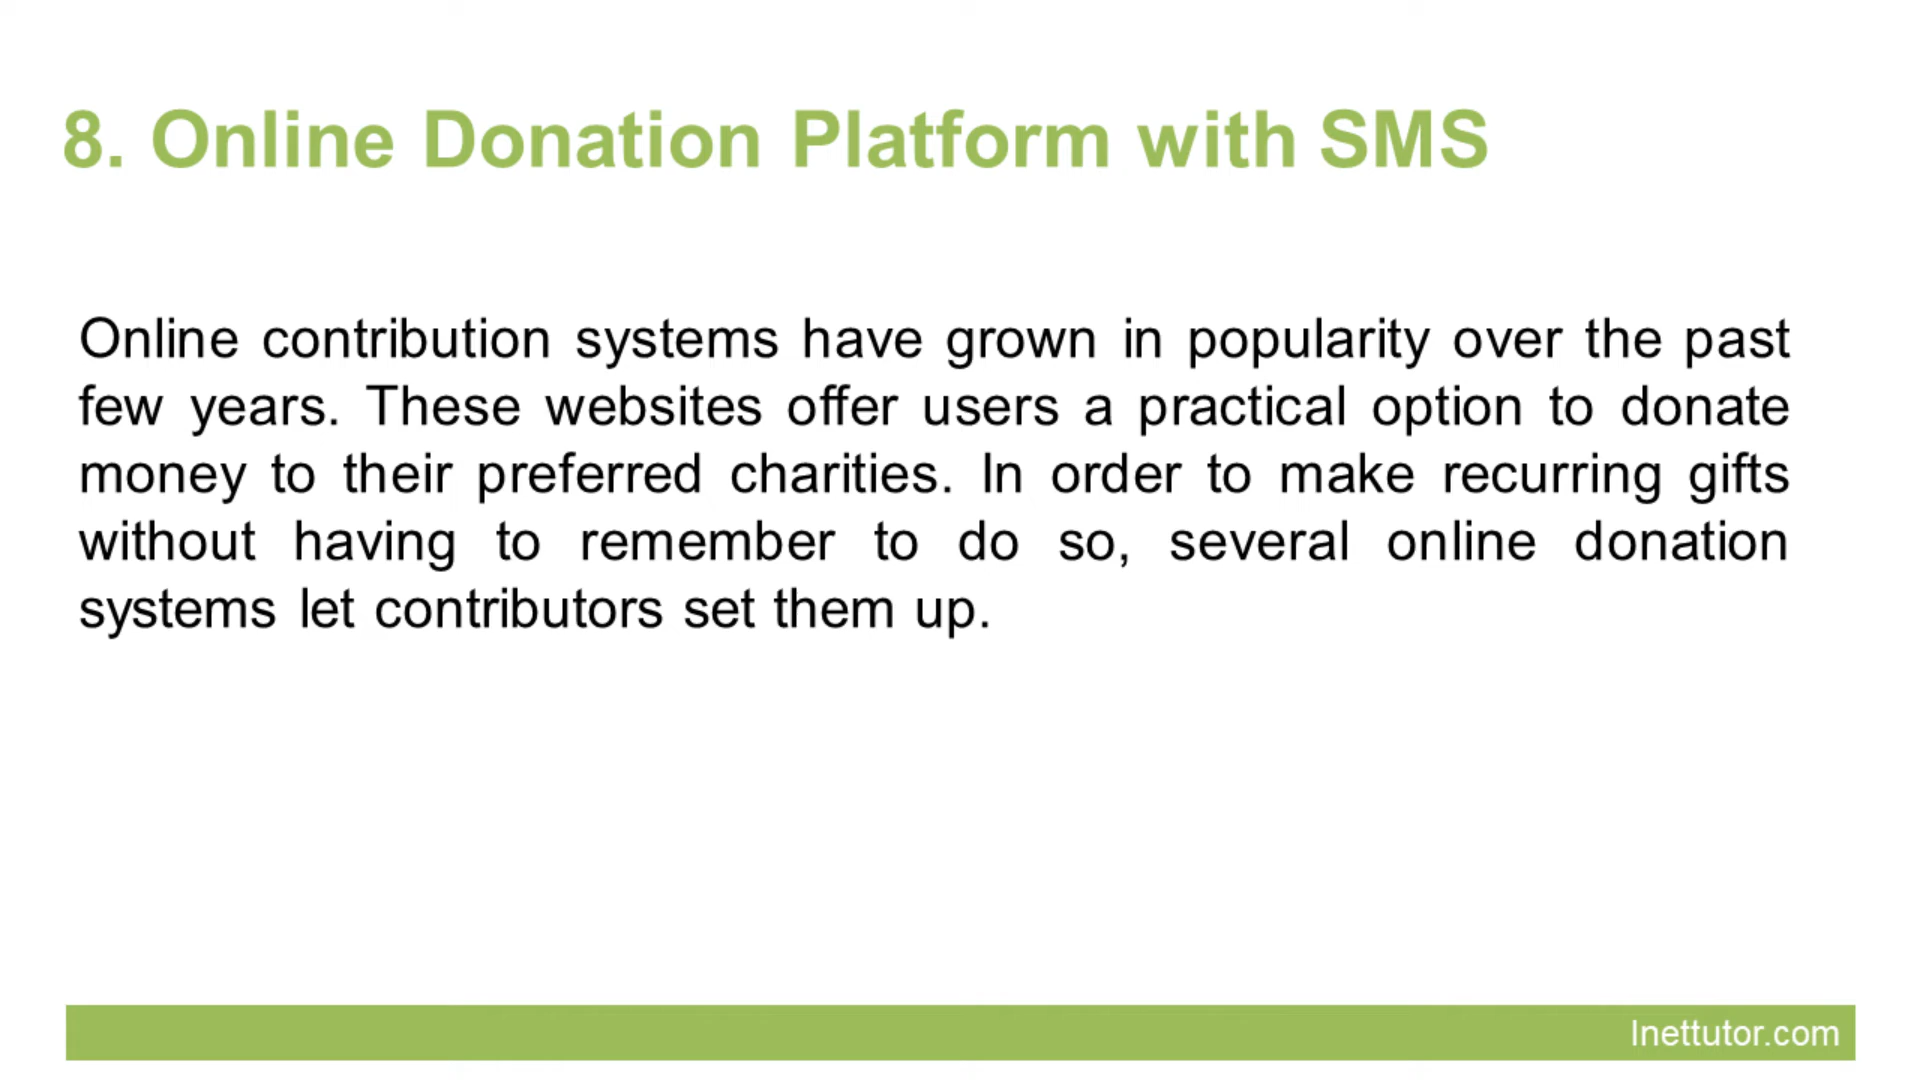 8. Online Donation Platform with SMS
Online contribution systems have grown in popularity over the past
few years. These websites offer users a practical option to donate
money to their preferred charities. In order to make recurring gifts
without having to remember to do so, several online donation
systems let contributors set them up.
Inettutor.com